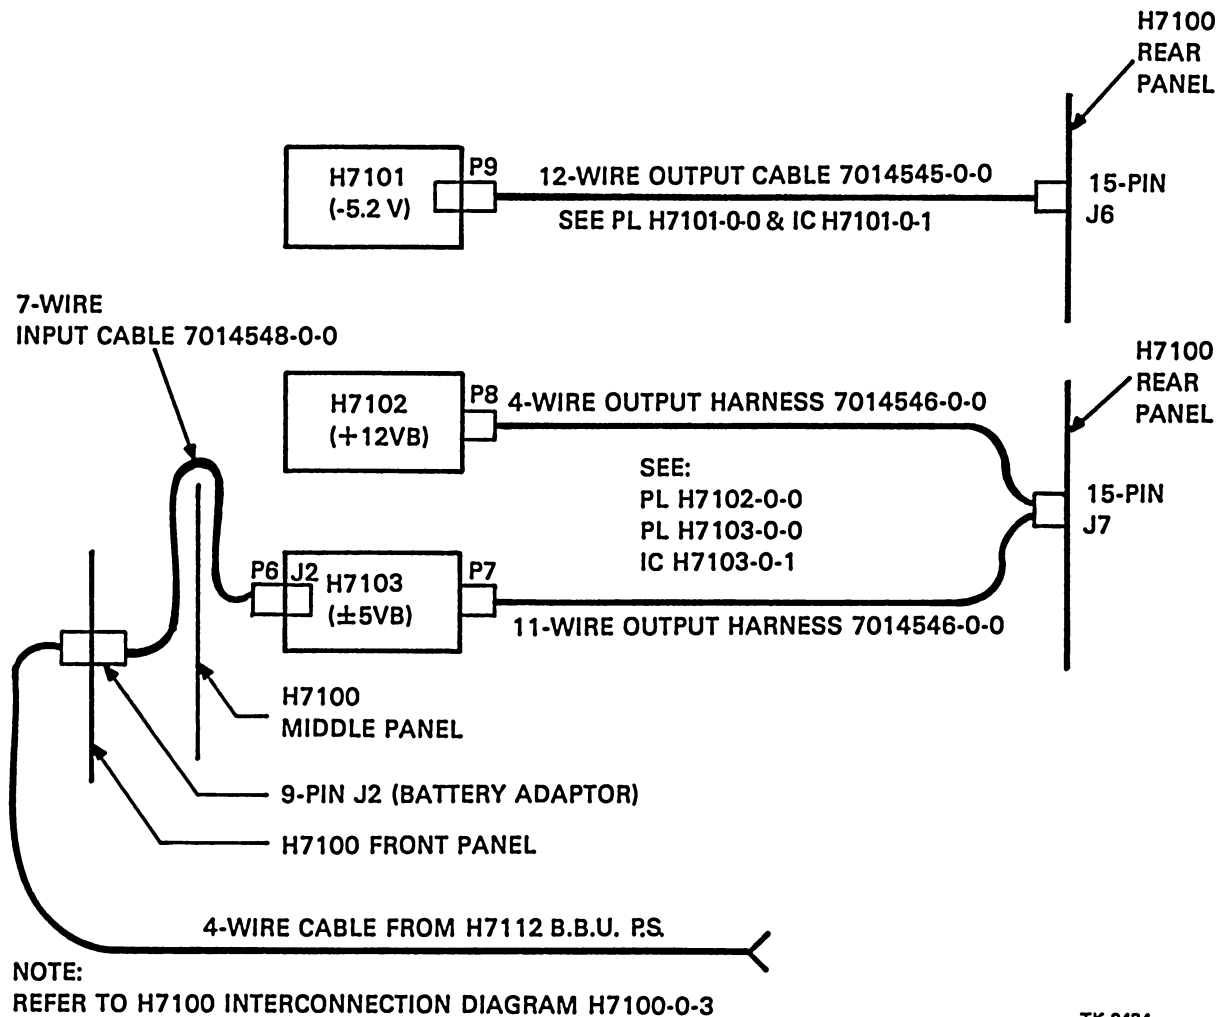 H7100
REAR
PANEL
H7101
(-5.2 V)
P9
12-WIRE OUTPUT CABLE 7014545-0-0
SEE PL H7101-0-0 & IC H7101-0-1
15-PIN
J6
7-WIRE
INPUT CABLE 7014548-0-0
H7100
REAR
PANEL
H7102
(+12VB)
P8
4-WIRE OUTPUT HARNESS 7014546-0-0
SEE:
PL H7102-0-0
PL H7103-0-0
IC H7103-0-1
15-PIN
J7
P6 J2
H7103
(±5VB)
P7
11-WIRE OUTPUT HARNESS 7014546-0-0
H7100
MIDDLE PANEL
9-PIN J2 (BATTERY ADAPTOR)
H7100 FRONT PANEL
4-WIRE CABLE FROM H7112 B.B.U. P.S.
NOTE:
REFER TO H7100 INTERCONNECTION DIAGRAM H7100-0-3